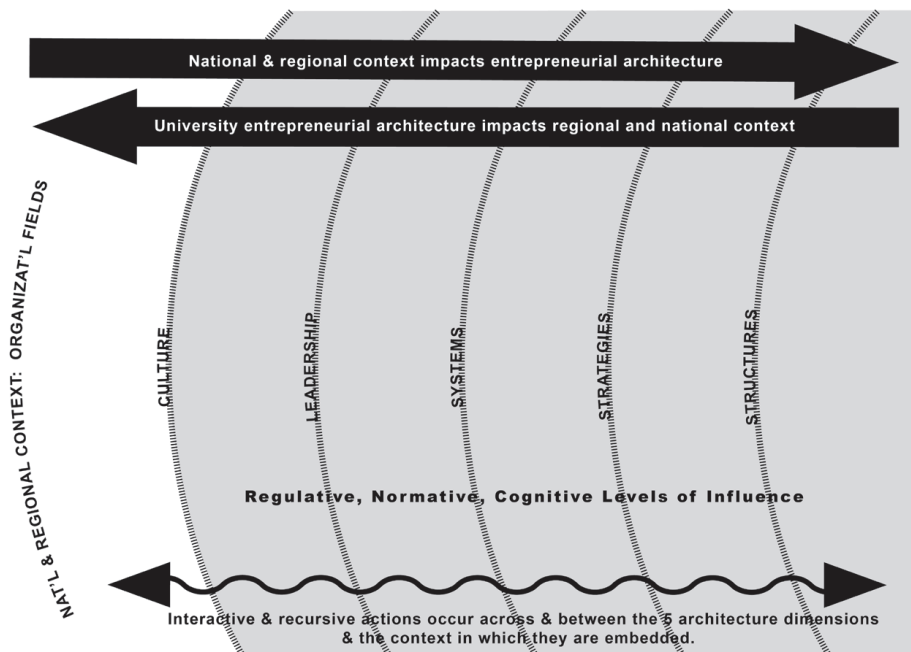 National & regional context impacts entrepreneurial architecture
University entrepreneurial architecture impacts regional and national context
NAT'L & REGIONAL CONTEXT: ORGANIZAT'L FIELDS
CULTURE
LEADERSHIP
SYSTEMS
STRATEGIES
STRUCTURES
Regulative, Normative, Cognitive Levels of Influence
Interactive & recursive actions occur across & between the 5 architecture dimensions
& the context in which they are embedded.